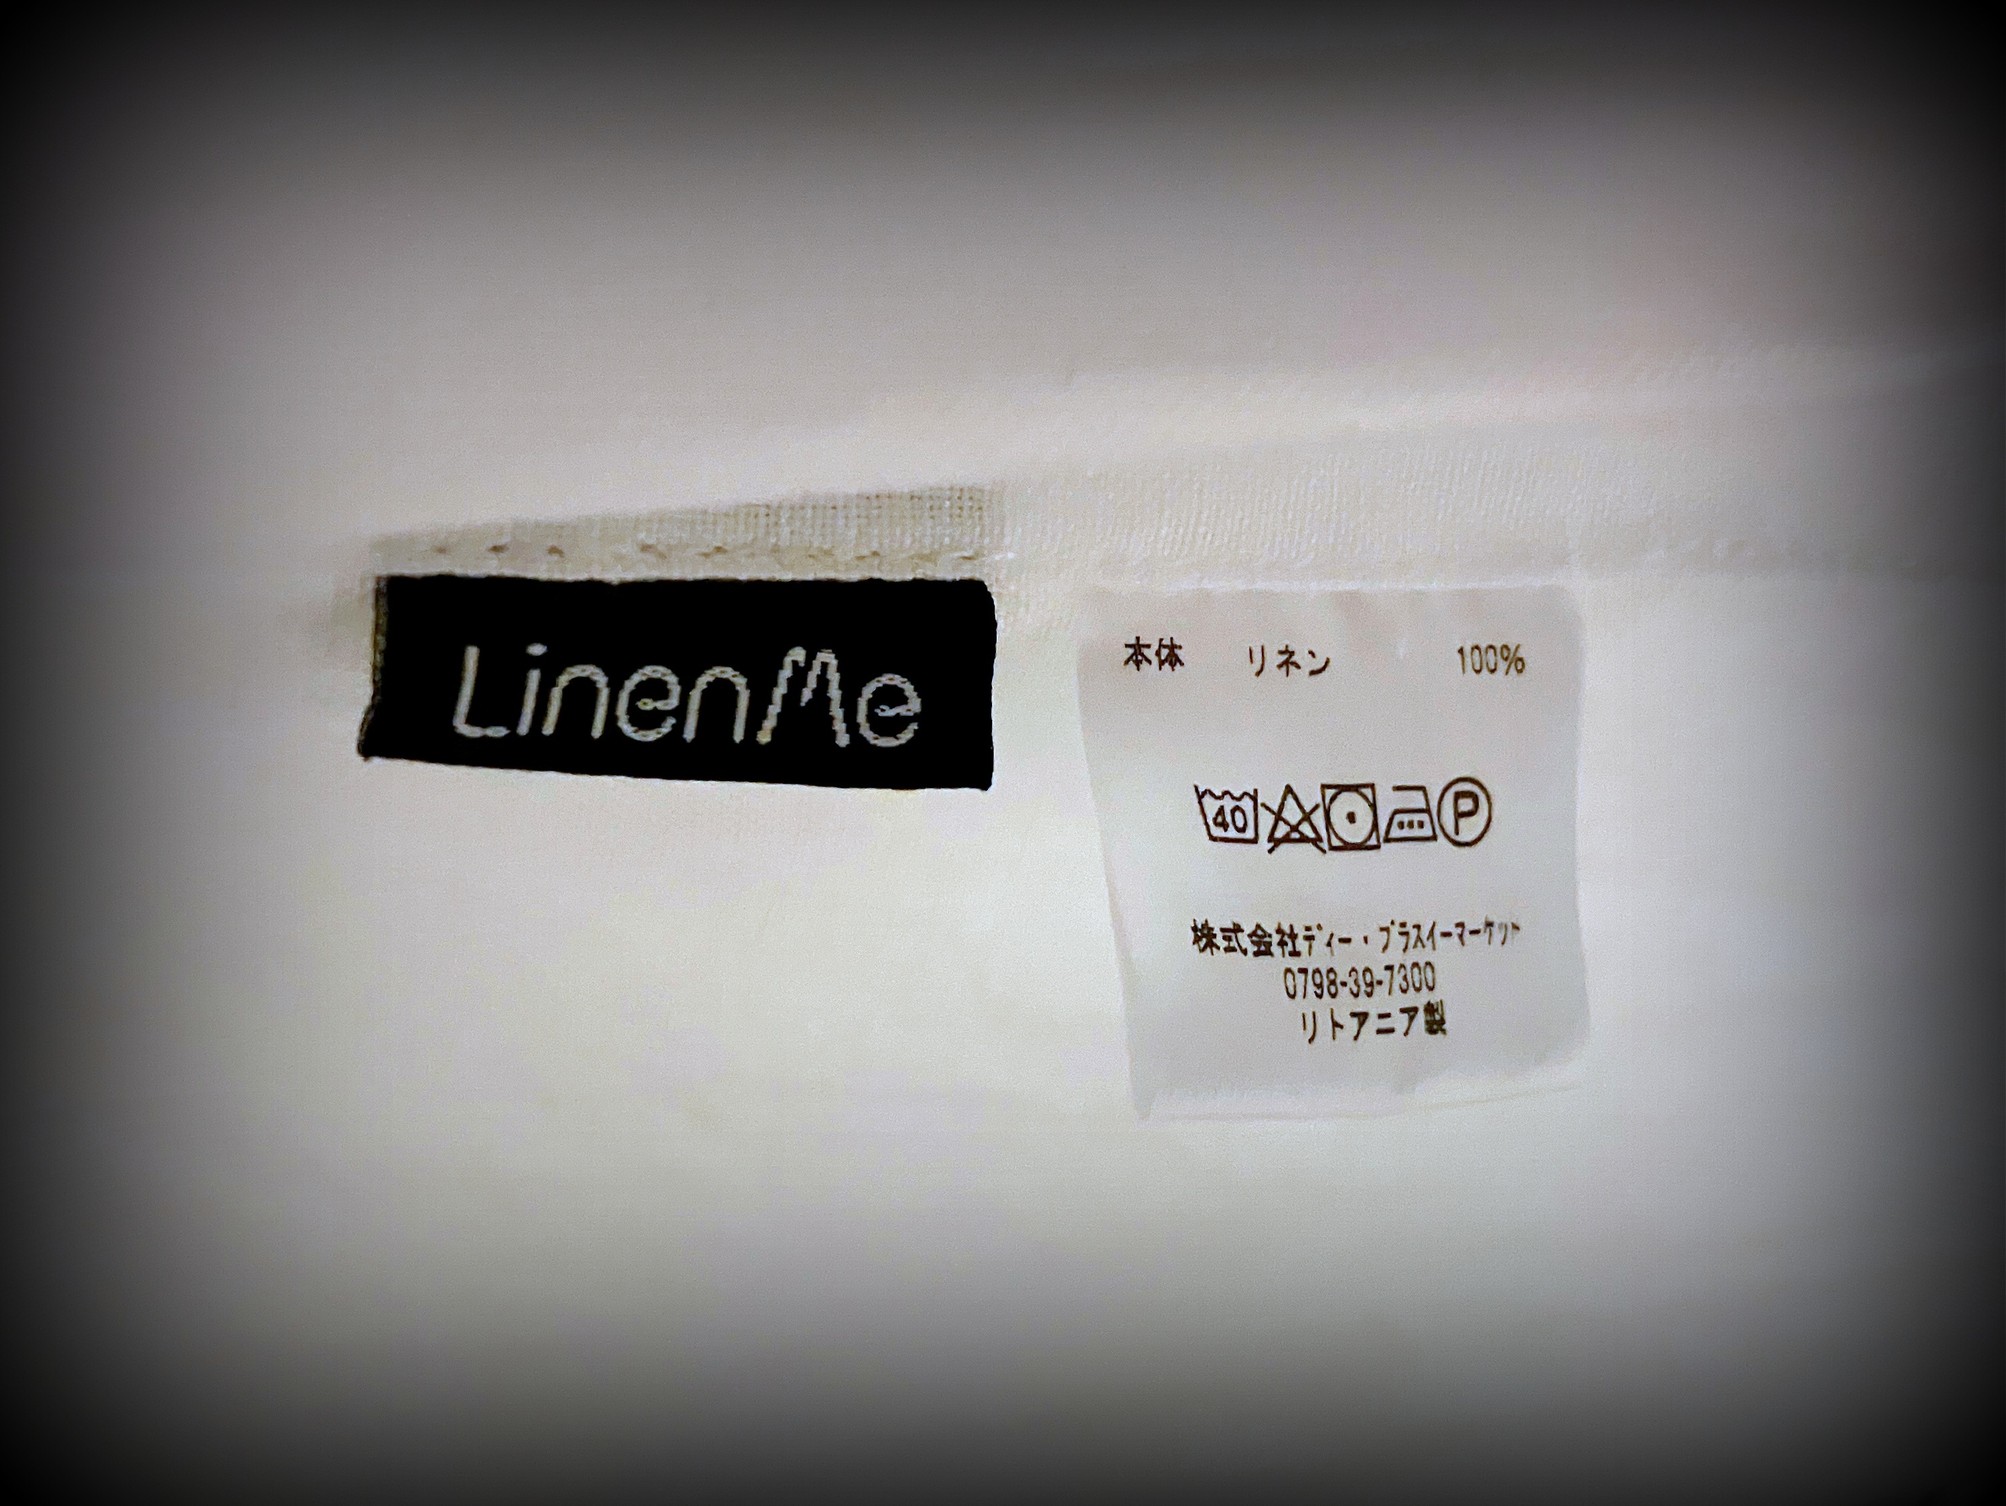 LinenMe
本体 リネン 100%
40 P
株式会社ディー・プラスイーマーケット
0798-39-7300
リトアニア製